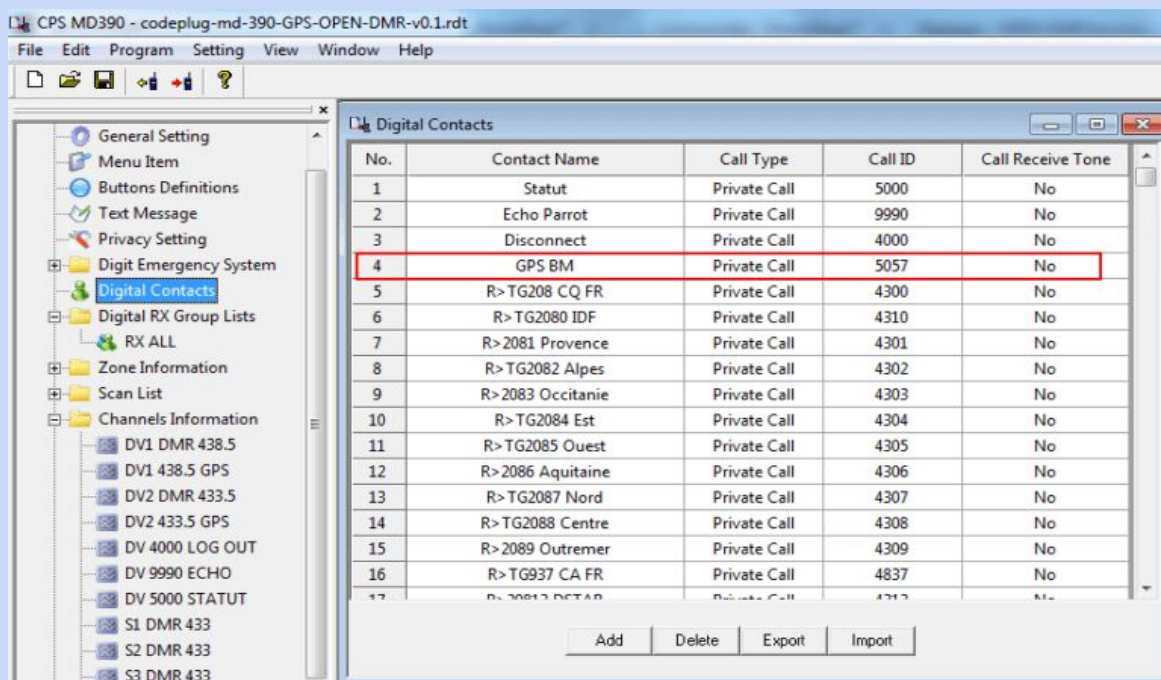 CPS MD390 - codeplug-md-390-GPS-OPEN-DMR-v0.1.rdt
File Edit Program Setting View Window Help
General Setting
Menu Item
Buttons Definitions
Text Message
Privacy Setting
Digit Emergency System
Digital Contacts
Digital RX Group Lists
RX ALL
Zone Information
Scan List
Channels Information
DV1 DMR 438.5
DV1 438.5 GPS
DV2 DMR 433.5
DV2 433.5 GPS
DV 4000 LOG OUT
DV 9990 ECHO
DV 5000 STATUT
S1 DMR 433
S2 DMR 433
S3 DMR 433
Digital Contacts
No. Contact Name Call Type Call ID Call Receive Tone
1 Statut Private Call 5000 No
2 Echo Parrot Private Call 9990 No
3 Disconnect Private Call 4000 No
4 GPS BM Private Call 5057 No
5 R>TG208 CQ FR Private Call 4300 No
6 R>TG2080 IDF Private Call 4310 No
7 R>2081 Provence Private Call 4301 No
8 R>TG2082 Alpes Private Call 4302 No
9 R>2083 Occitanie Private Call 4303 No
10 R>TG2084 Est Private Call 4304 No
11 R>TG2085 Ouest Private Call 4305 No
12 R>2086 Aquitaine Private Call 4306 No
13 R>TG2087 Nord Private Call 4307 No
14 R>TG2088 Centre Private Call 4308 No
15 R>2089 Outremer Private Call 4309 No
16 R>TG937 CA FR Private Call 4837 No
17 Private Call No
Add Delete Export Import